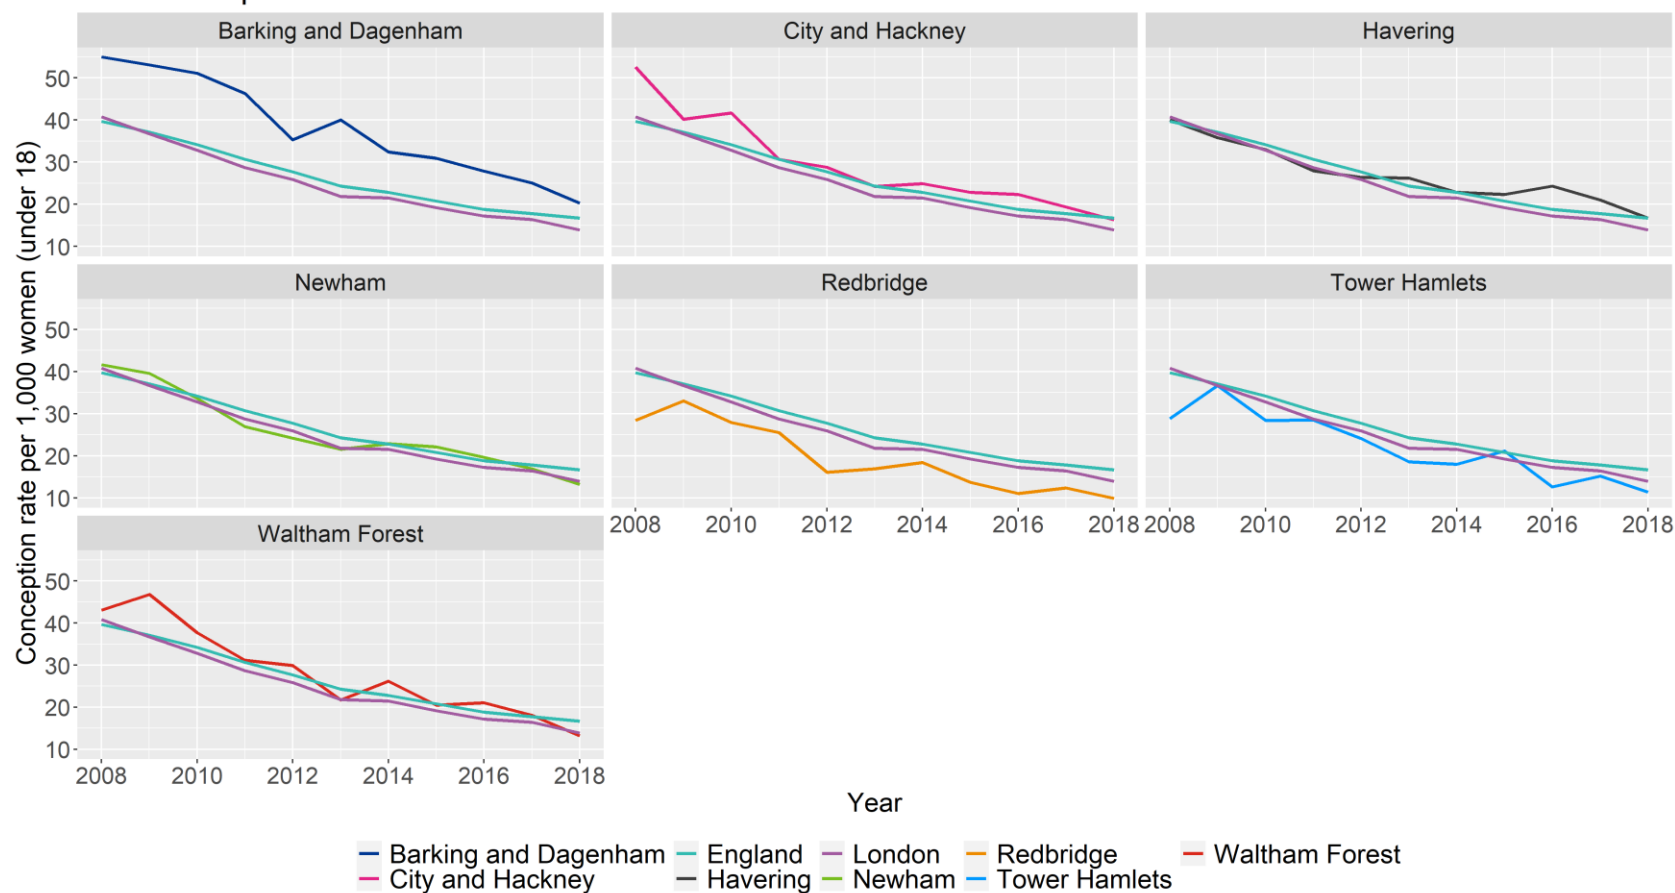 Barking and Dagenham
City and Hackney
Havering
50
40
30
20
10
Newham
Redbridge
Tower Hamlets
50
40
30
20
10
2008 2010 2012 2014 2016 2018
2008 2010 2012 2014 2016 2018
Waltham Forest
50
40
30
20
10
2008 2010 2012 2014 2016 2018
Conception rate per 1,000 women (under 18)
Year
Barking and Dagenham England London Redbridge Waltham Forest
City and Hackney Havering Newham Tower Hamlets